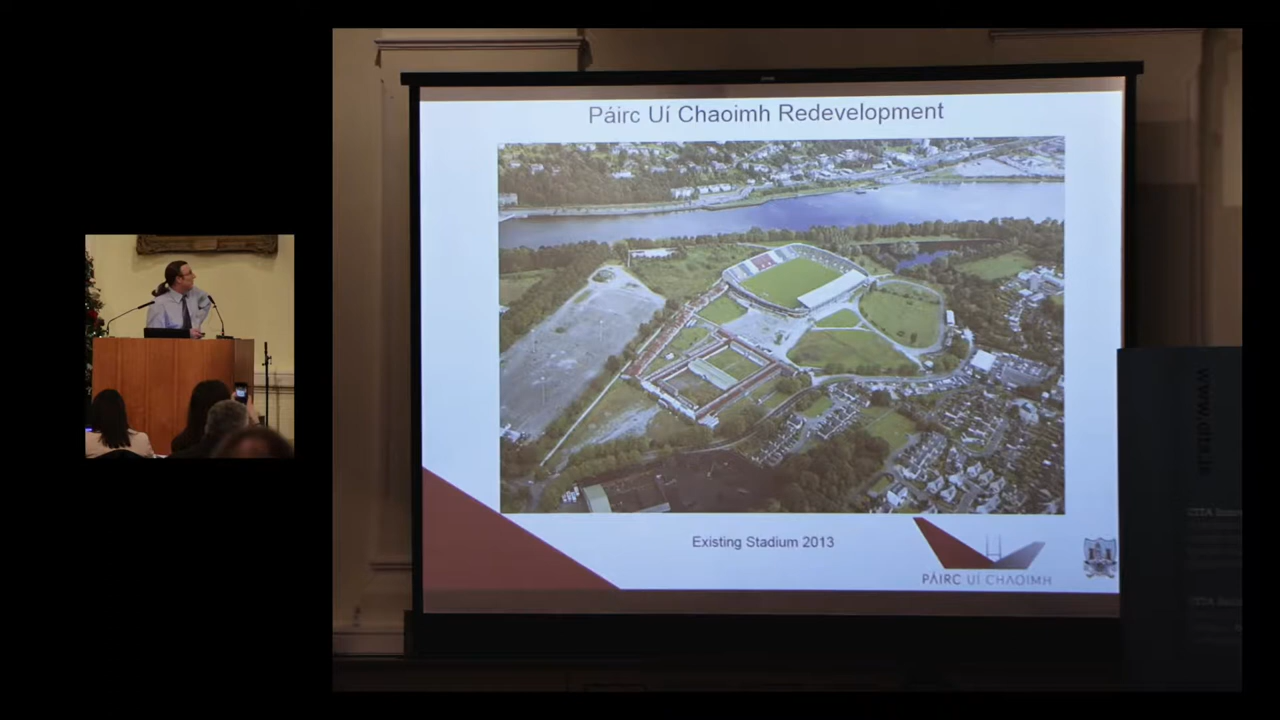 Páirc Uí Chaoimh Redevelopment
Existing Stadium 2013
PÁIRC UÍ CHAOIMH